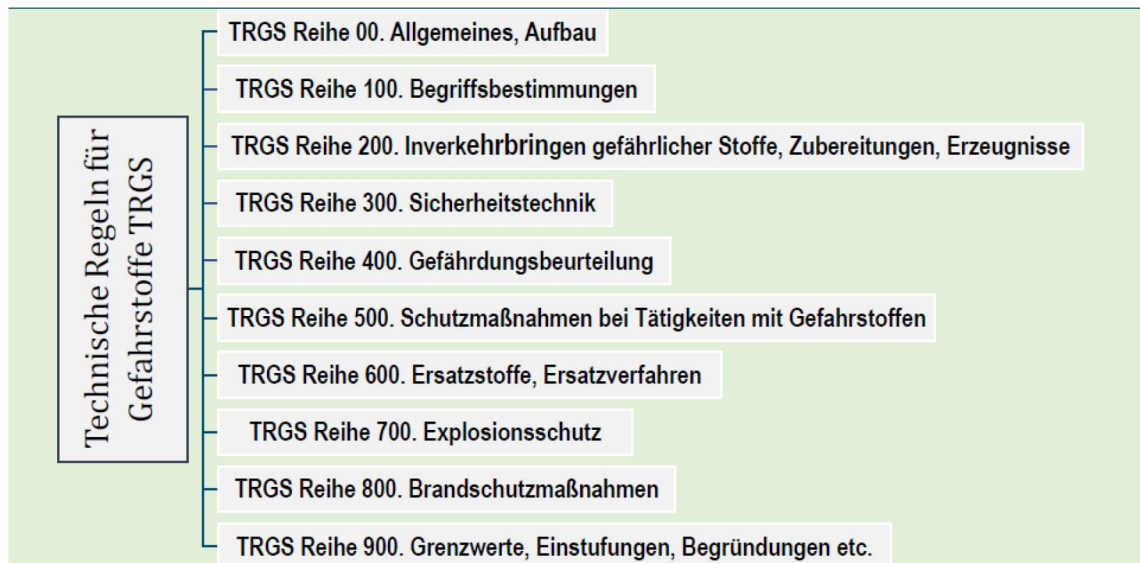 Technische Regeln für
Gefahrstoffe TRGS
TRGS Reihe 00. Allgemeines, Aufbau
TRGS Reihe 100. Begriffsbestimmungen
TRGS Reihe 200. Inverkehrbringen gefährlicher Stoffe, Zubereitungen, Erzeugnisse
TRGS Reihe 300. Sicherheitstechnik
TRGS Reihe 400. Gefährdungsbeurteilung
TRGS Reihe 500. Schutzmaßnahmen bei Tätigkeiten mit Gefahrstoffen
TRGS Reihe 600. Ersatzstoffe, Ersatzverfahren
TRGS Reihe 700. Explosionsschutz
TRGS Reihe 800. Brandschutzmaßnahmen
TRGS Reihe 900. Grenzwerte, Einstufungen, Begründungen etc.